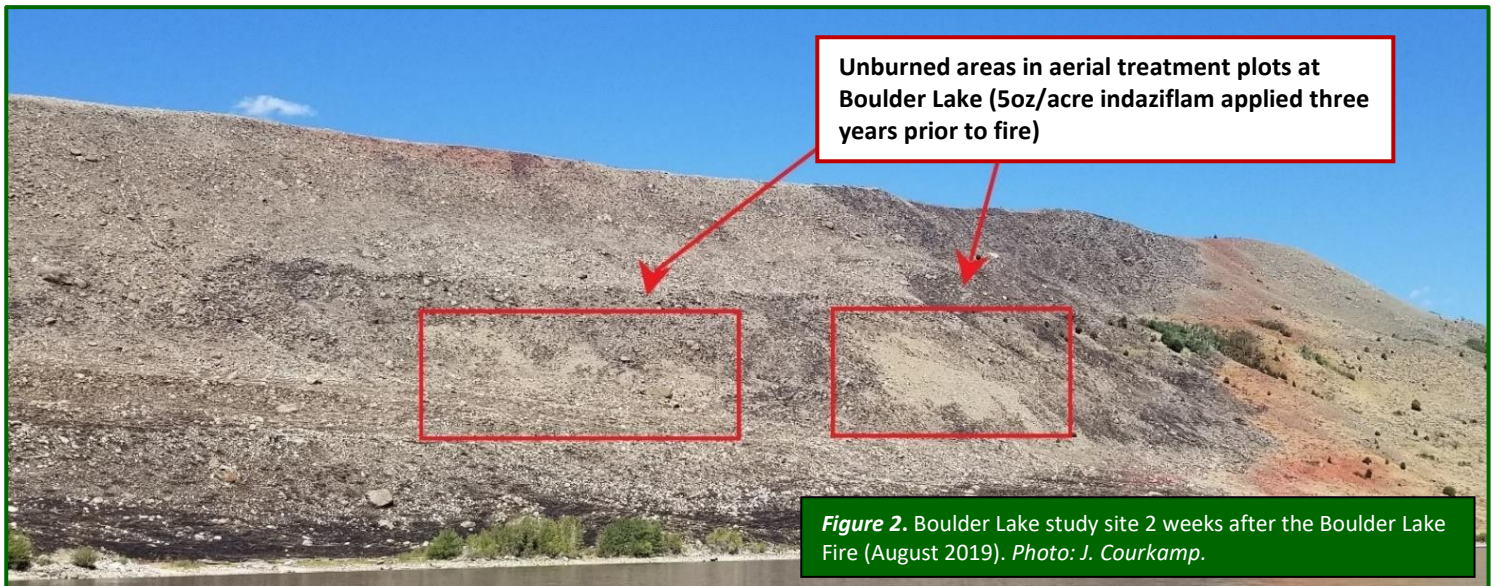 Unburned areas in aerial treatment plots at
Boulder Lake (5oz/acre indaziflam applied three
years prior to fire)
Figure 2. Boulder Lake study site 2 weeks after the Boulder Lake
Fire (August 2019). Photo: J. Courkamp.